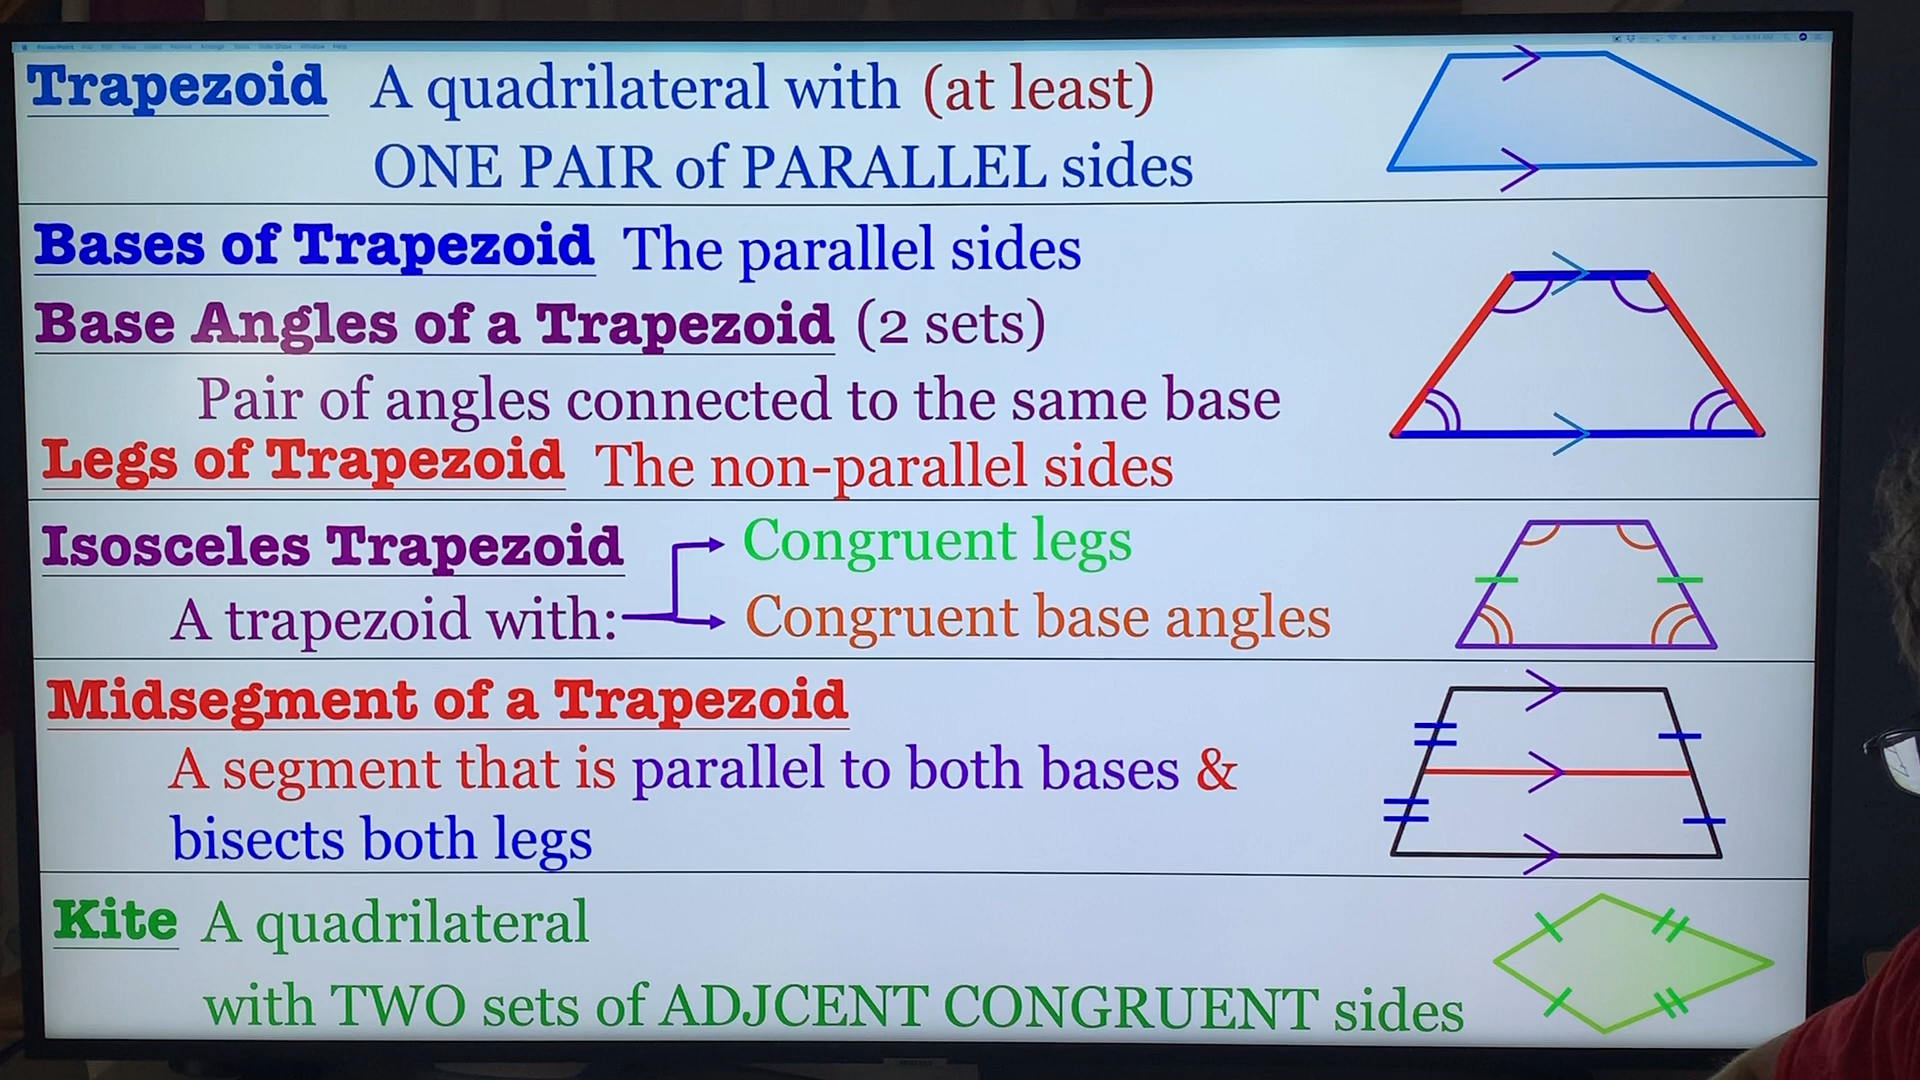 Trapezoid A quadrilateral with (at least)
ONE PAIR of PARALLEL sides
Bases of Trapezoid The parallel sides
Base Angles of a Trapezoid (2 sets)
Pair of angles connected to the same base
Legs of Trapezoid The non-parallel sides
Isosceles Trapezoid Congruent legs
A trapezoid with: Congruent base angles
Midsegment of a Trapezoid
A segment that is parallel to both bases &
bisects both legs
Kite A quadrilateral
with TWO sets of ADJCENT CONGRUENT sides